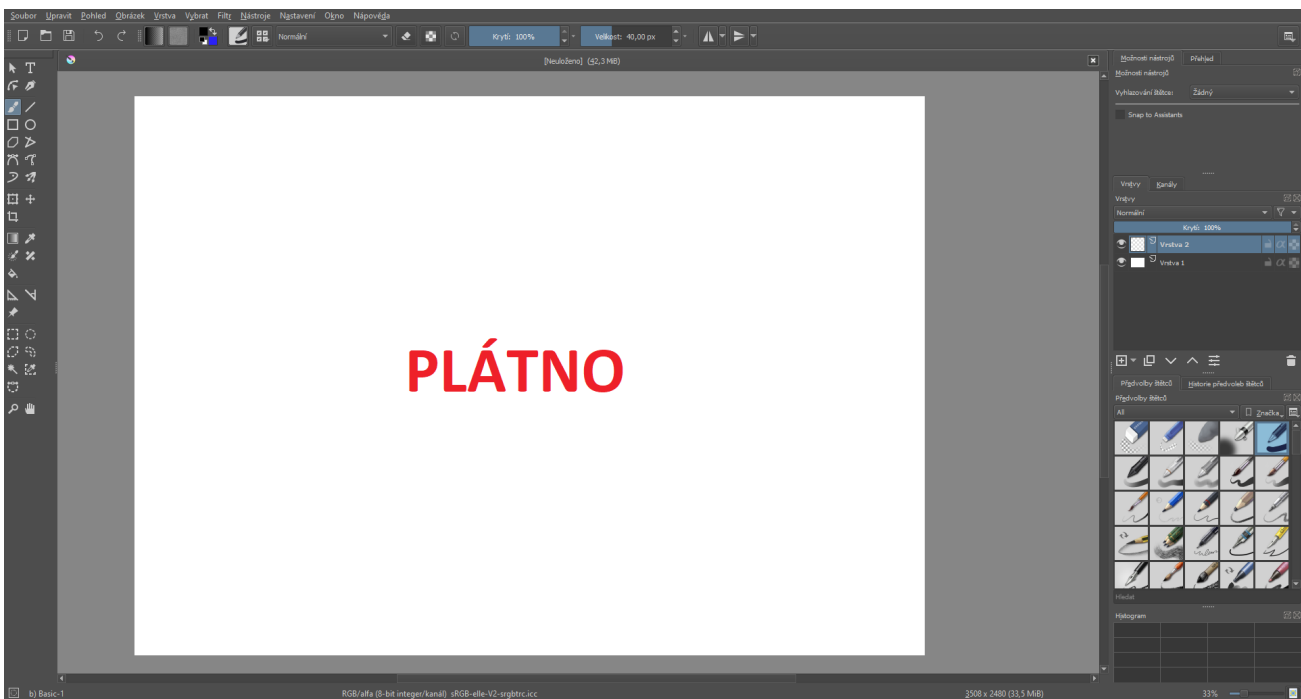 Soubor Upravit Pohled Obrázek Vrstva Vybrat Filtr Nástroje Nastavení Okno Nápověda
Normální Krytí: 100% Velikost: 40,00 px
[Neuloženo] (42,3 MiB)
T
PLÁTNO
Možnosti nástrojů Přehled
Možnosti nástrojů
Vyhlazování štětce: Žádný
Snap to Assistants
Vrstvy Kanály
Vrstvy
Normální
Krytí: 100%
Vrstva 2
Vrstva 1
Předvolby štětců Historie předvoleb štětců
Předvolby štětců
All Značka
Hledat
Histogram
b) Basic-1 RGB/alfa (8-bit integer/kanál) sRGB-elle-V2-srgbtrc.icc 3508 x 2480 (33,5 MiB) 33%